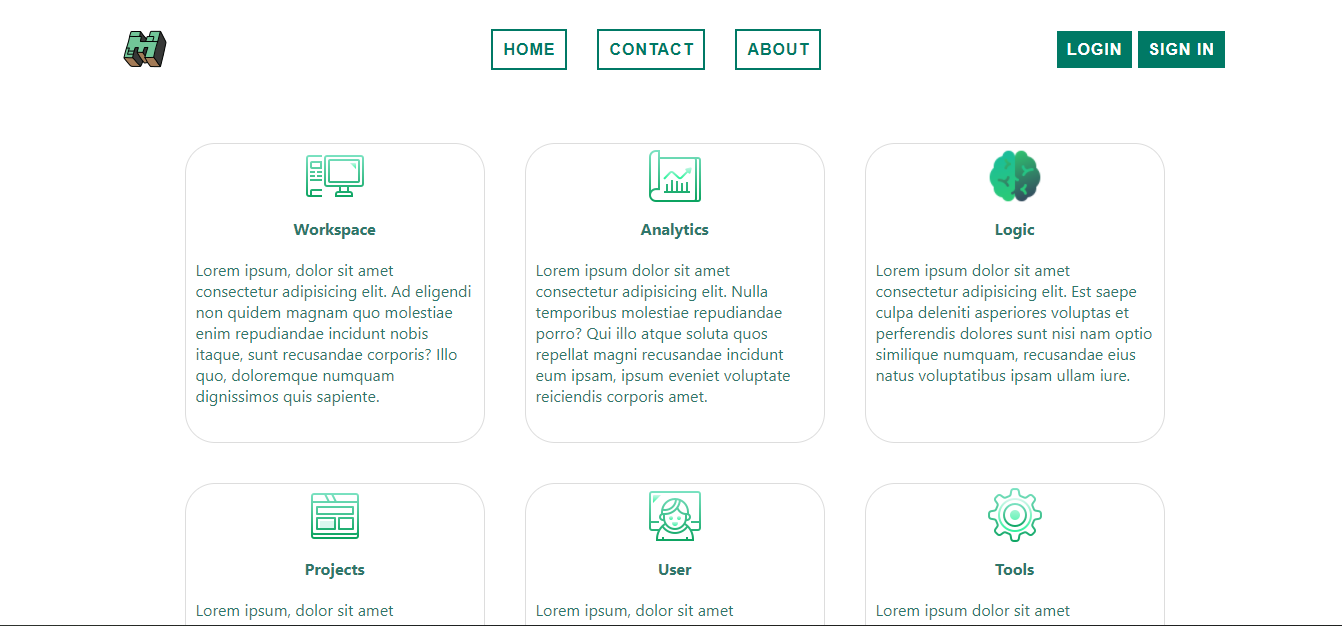 HOME CONTACT ABOUT LOGIN SIGN IN
Workspace
Lorem ipsum, dolor sit amet
consectetur adipisicing elit. Ad eligendi
non quidem magnam quo molestiae
enim repudiandae incidunt nobis
itaque, sunt recusandae corporis? Illo
quo, doloremque numquam
dignissimos quis sapiente.
Analytics
Lorem ipsum dolor sit amet
consectetur adipisicing elit. Nulla
temporibus molestiae repudiandae
porro? Qui illo atque soluta quos
repellat magni recusandae incidunt
eum ipsam, ipsum eveniet voluptate
reiciendis corporis amet.
Logic
Lorem ipsum dolor sit amet
consectetur adipisicing elit. Est saepe
culpa deleniti asperiores voluptas et
perferendis dolores sunt nisi nam optio
similique numquam, recusandae eius
natus voluptatibus ipsam ullam iure.
Projects
Lorem ipsum, dolor sit amet
User
Lorem ipsum, dolor sit amet
Tools
Lorem ipsum dolor sit amet